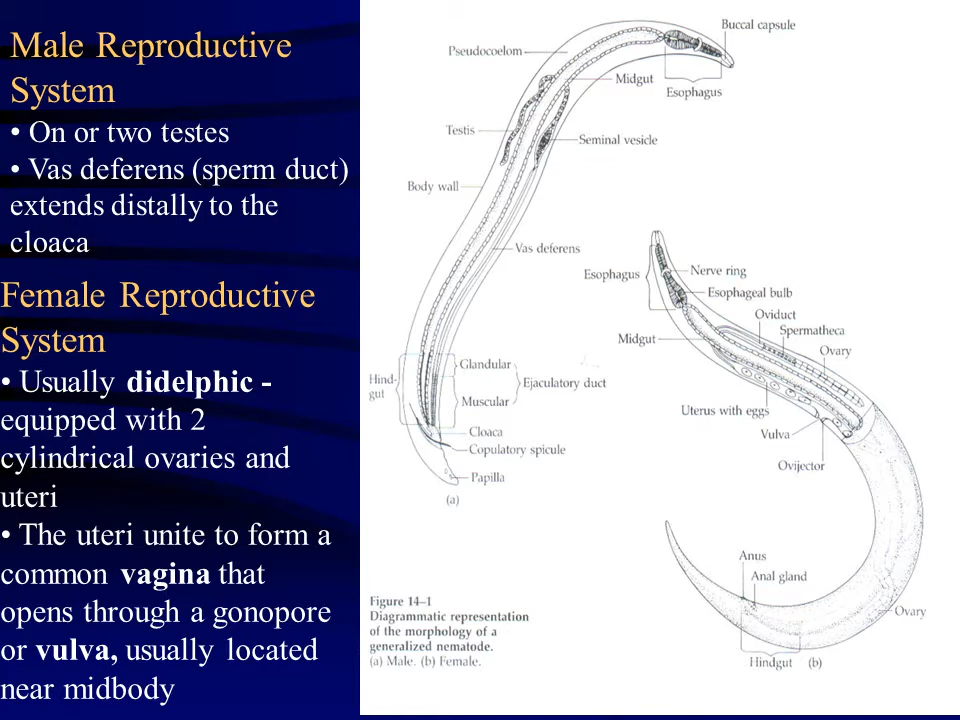 Male Reproductive
System
• On or two testes
• Vas deferens (sperm duct)
extends distally to the
cloaca
Female Reproductive
System
• Usually didelphic -
equipped with 2
cylindrical ovaries and
uteri
• The uteri unite to form a
common vagina that
opens through a gonopore
or vulva, usually located
near midbody
Buccal capsule
Pseudocoelom
Midgut
Esophagus
Testis
Seminal vesicle
Body wall
Vas deferens
Hind-
gut
Glandular
Ejaculatory duct
Muscular
Cloaca
Copulatory spicule
Papilla
(a)
Esophagus
Nerve ring
Esophageal bulb
Oviduct
Spermatheca
Midgut
Ovary
Uterus with eggs
Vulva
Ovijector
Anus
Anal gland
Ovary
Hindgut
(b)
Figure 14–1
Diagrammatic representation
of the morphology of a
generalized nematode.
(a) Male. (b) Female.